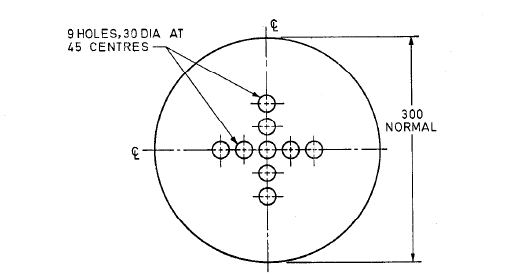 ℄
9 HOLES, 30 DIA AT
45 CENTRES
300
NORMAL
℄